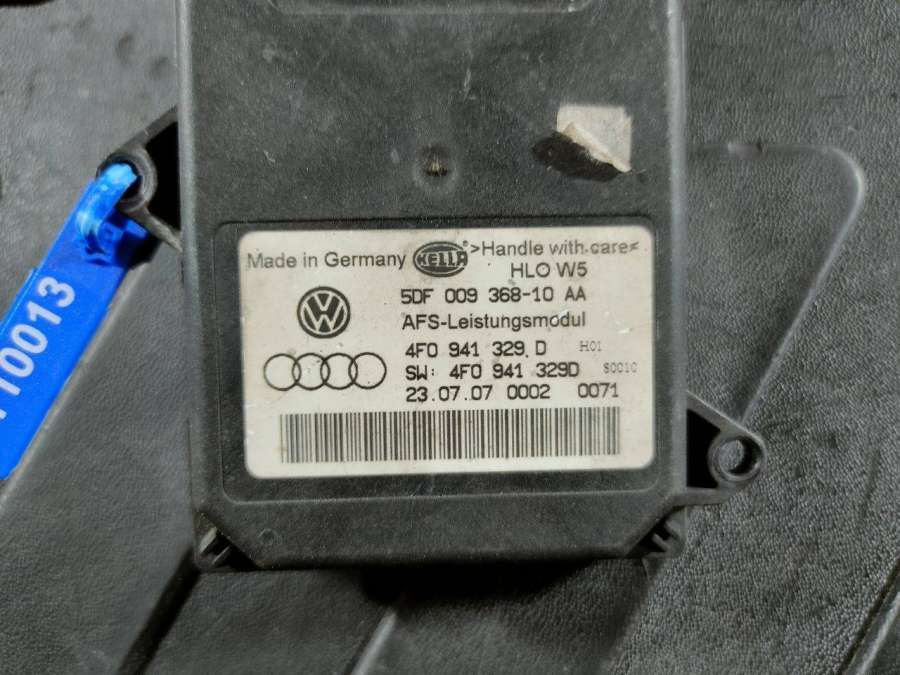 Made in Germany HELLA ® >Handle with care<
HLO W5
5DF 009 368-10 AA
AFS-Leistungsmodul
4F0 941 329 D H01
SW: 4F0 941 329D S0010
23.07.07 0002 0071
10013